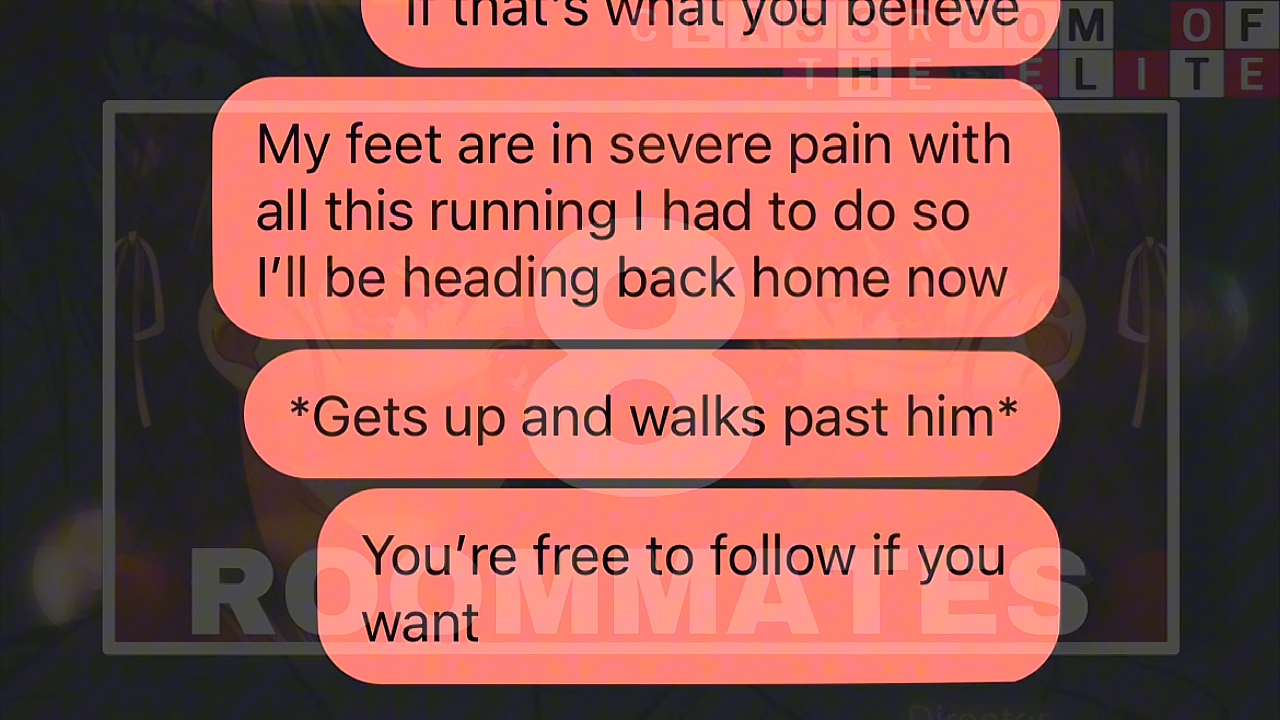 If that's what you believe
CLASSROOM OF
THE ELITE
My feet are in severe pain with
all this running I had to do so
I'll be heading back home now
8
*Gets up and walks past him*
You're free to follow if you
want
ROOMMATES
Director